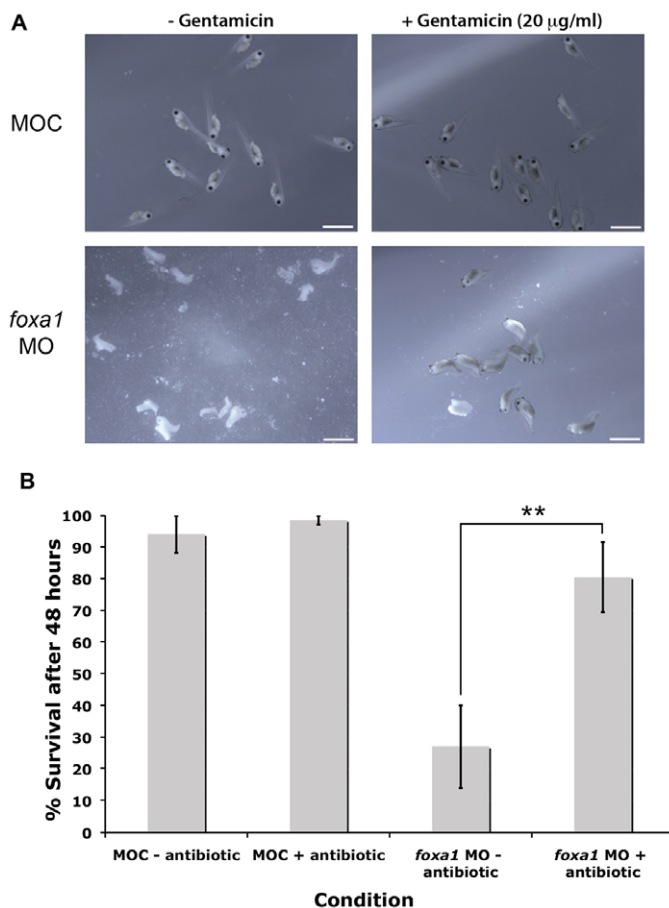 A
- Gentamicin
+ Gentamicin (20 μg/ml)
MOC
foxa1
MO
B
% Survival after 48 hours
100
90
80
70
60
50
40
30
20
10
0
**
MOC - antibiotic
MOC + antibiotic
foxa1 MO -
antibiotic
foxa1 MO +
antibiotic
Condition